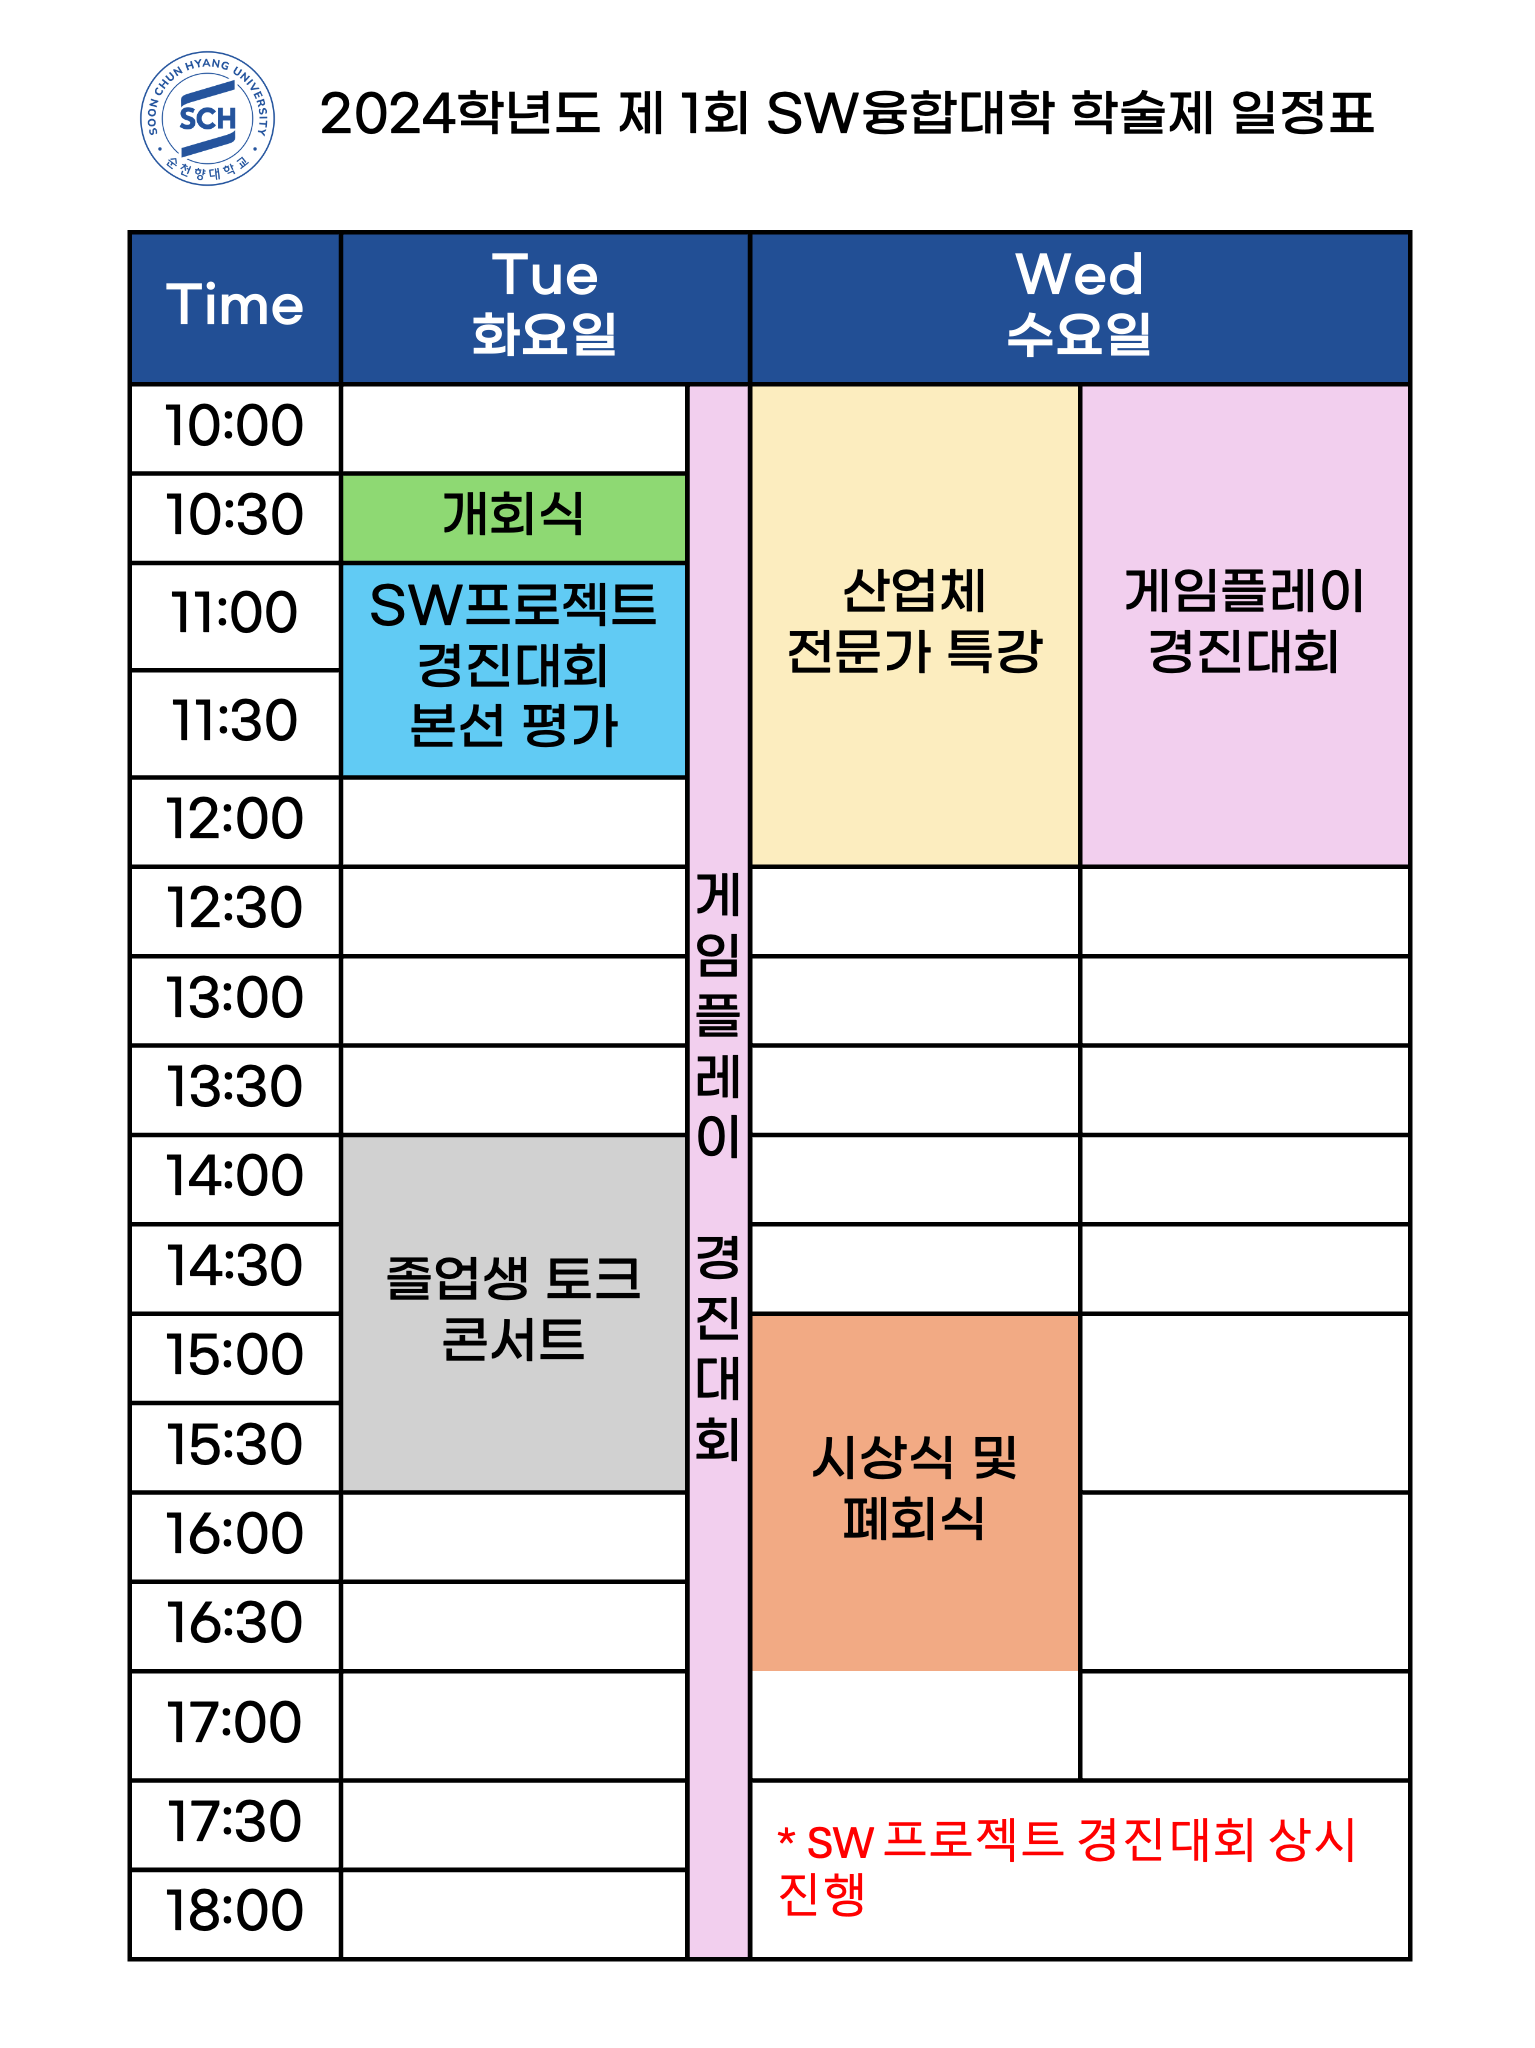 SOON CHUN HYANG UNIVERSITY
SCH
순천향대학교
2024학년도 제 1회 SW융합대학 학술제 일정표
Time
Tue
화요일
Wed
수요일
10:00
10:30
개회식
11:00
11:30
SW프로젝트
경진대회
본선 평가
산업체
전문가 특강
게임플레이
경진대회
12:00
12:30
13:00
13:30
게임플레이 경진대회
14:00
14:30
15:00
15:30
졸업생 토크
콘서트
시상식 및
폐회식
16:00
16:30
17:00
17:30
18:00
* SW 프로젝트 경진대회 상시
진행